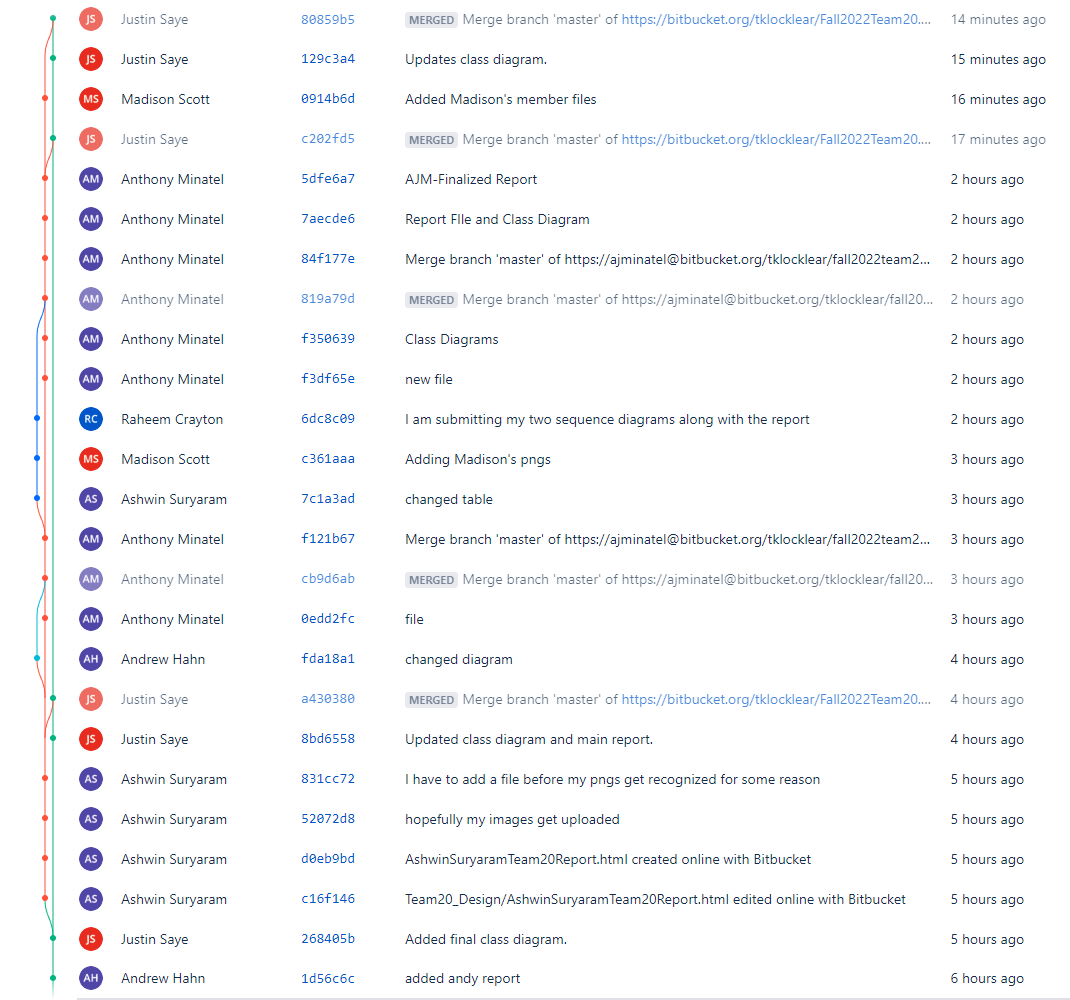 JS Justin Saye 80859b5 MERGED Merge branch 'master' of https://bitbucket.org/tklocklear/Fall2022Team20.... 14 minutes ago
JS Justin Saye 129c3a4 Updates class diagram. 15 minutes ago
MS Madison Scott 0914b6d Added Madison's member files 16 minutes ago
JS Justin Saye c202fd5 MERGED Merge branch 'master' of https://bitbucket.org/tklocklear/Fall2022Team20.... 17 minutes ago
AM Anthony Minatel 5dfe6a7 AJM-Finalized Report 2 hours ago
AM Anthony Minatel 7aecde6 Report FIle and Class Diagram 2 hours ago
AM Anthony Minatel 84f177e Merge branch 'master' of https://ajminatel@bitbucket.org/tklocklear/fall2022team2... 2 hours ago
AM Anthony Minatel 819a79d MERGED Merge branch 'master' of https://ajminatel@bitbucket.org/tklocklear/fall20... 2 hours ago
AM Anthony Minatel f350639 Class Diagrams 2 hours ago
AM Anthony Minatel f3df65e new file 2 hours ago
RC Raheem Crayton 6dc8c09 I am submitting my two sequence diagrams along with the report 2 hours ago
MS Madison Scott c361aaa Adding Madison's pngs 3 hours ago
AS Ashwin Suryaram 7c1a3ad changed table 3 hours ago
AM Anthony Minatel f121b67 Merge branch 'master' of https://ajminatel@bitbucket.org/tklocklear/fall2022team2... 3 hours ago
AM Anthony Minatel cb9d6ab MERGED Merge branch 'master' of https://ajminatel@bitbucket.org/tklocklear/fall20... 3 hours ago
AM Anthony Minatel 0edd2fc file 3 hours ago
AH Andrew Hahn fda18a1 changed diagram 4 hours ago
JS Justin Saye a430380 MERGED Merge branch 'master' of https://bitbucket.org/tklocklear/Fall2022Team20.... 4 hours ago
JS Justin Saye 8bd6558 Updated class diagram and main report. 4 hours ago
AS Ashwin Suryaram 831cc72 I have to add a file before my pngs get recognized for some reason 5 hours ago
AS Ashwin Suryaram 52072d8 hopefully my images get uploaded 5 hours ago
AS Ashwin Suryaram d0eb9bd AshwinSuryaramTeam20Report.html created online with Bitbucket 5 hours ago
AS Ashwin Suryaram c16f146 Team20_Design/AshwinSuryaramTeam20Report.html edited online with Bitbucket 5 hours ago
JS Justin Saye 268405b Added final class diagram. 5 hours ago
AH Andrew Hahn 1d56c6c added andy report 6 hours ago